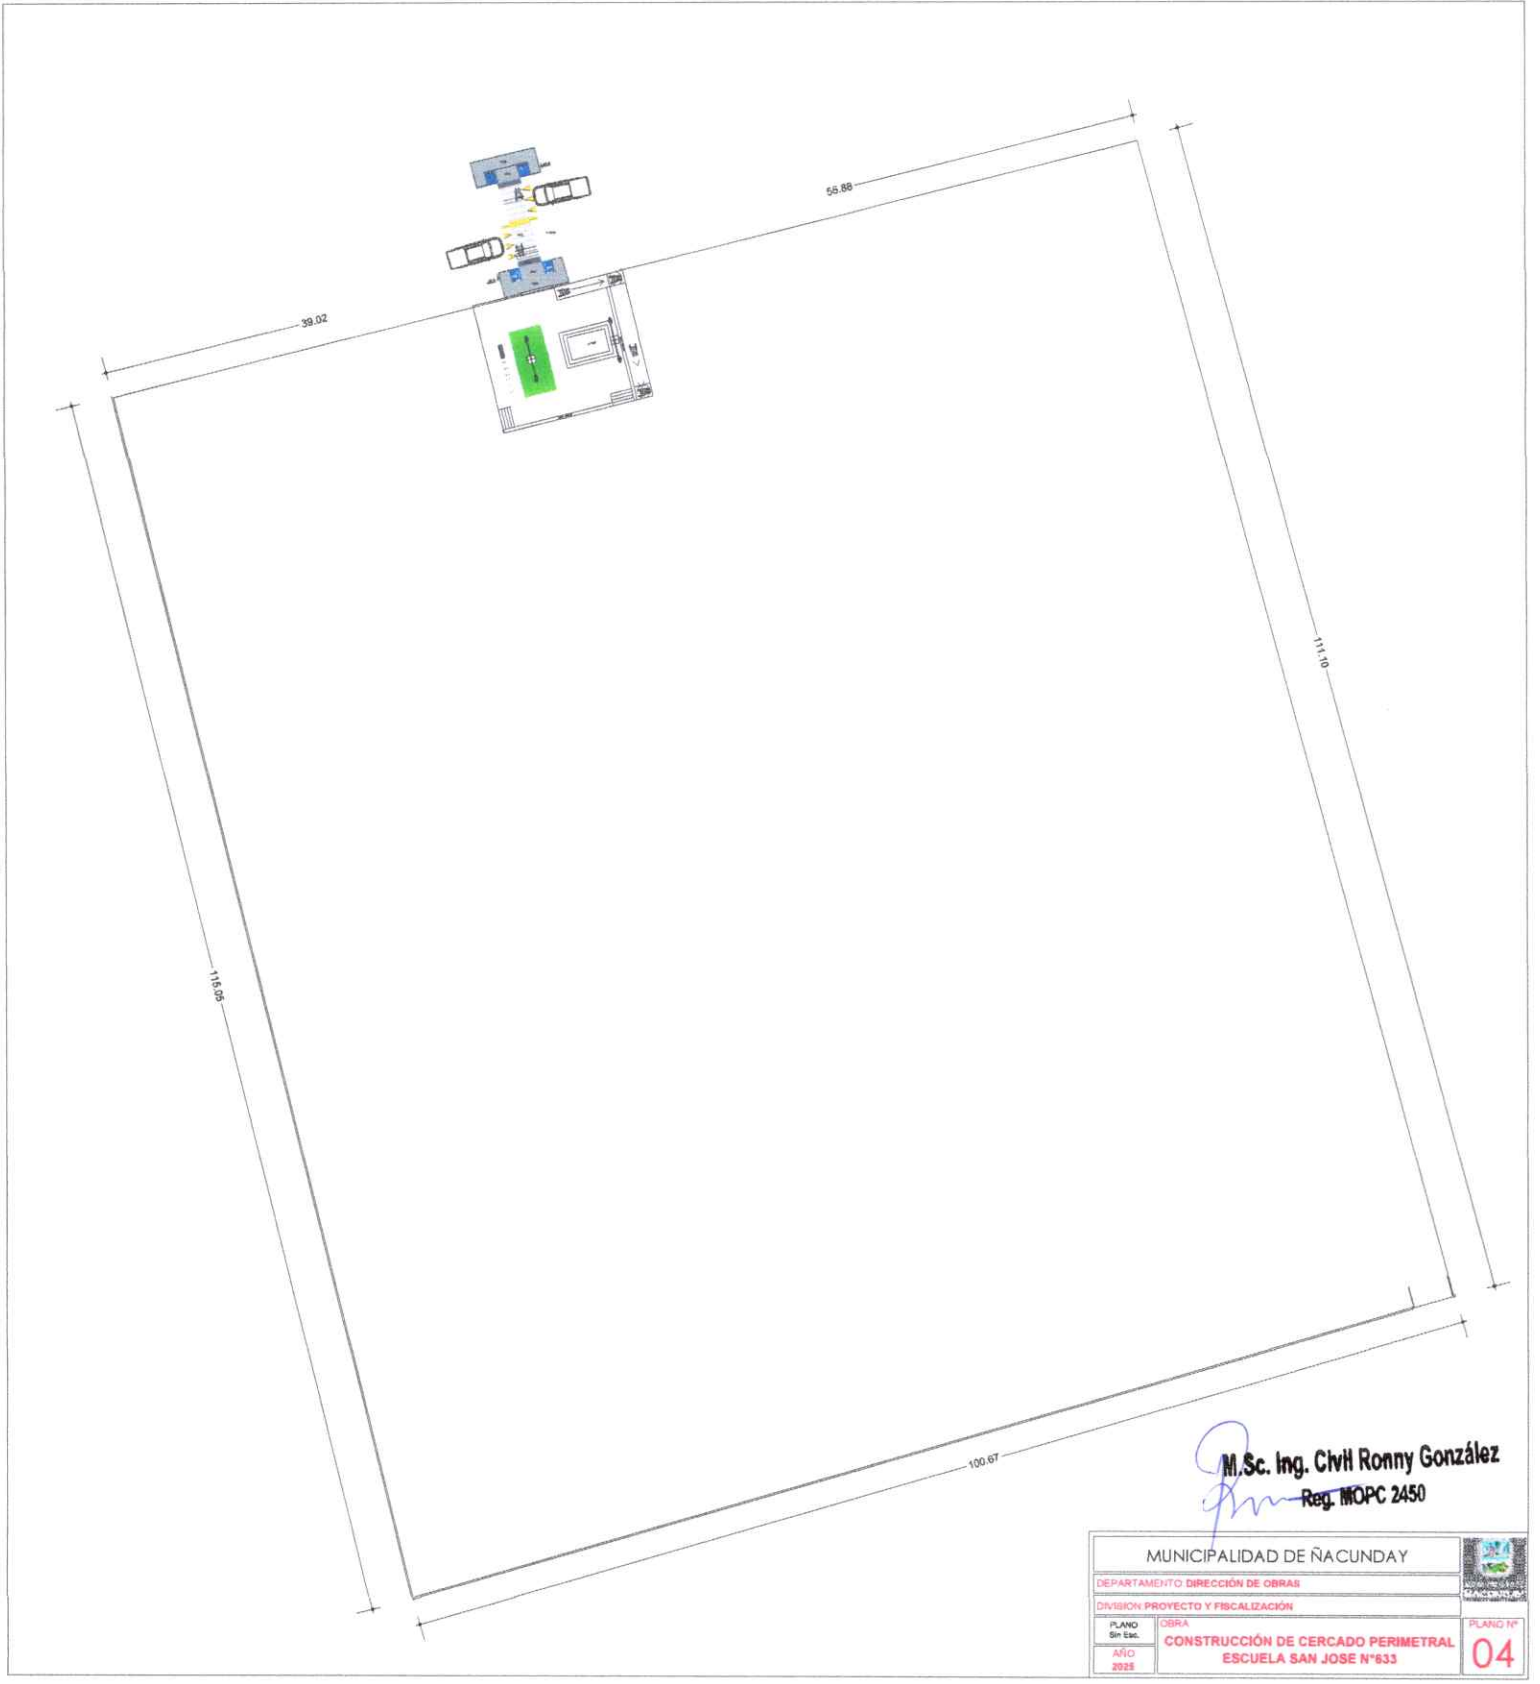 56.88
39.02
111.10
115.05
100.67
M.Sc. Ing. Civil Ronny González
Reg. MOPC 2450
MUNICIPALIDAD DE ÑACUNDAY
DEPARTAMENTO DIRECCIÓN DE OBRAS
DIVISION PROYECTO Y FISCALIZACIÓN
PLANO
Sin Esc.
OBRA
CONSTRUCCIÓN DE CERCADO PERIMETRAL
ESCUELA SAN JOSE N°633
AÑO
2025
PLANO Nº
04
ÑACUNDAY